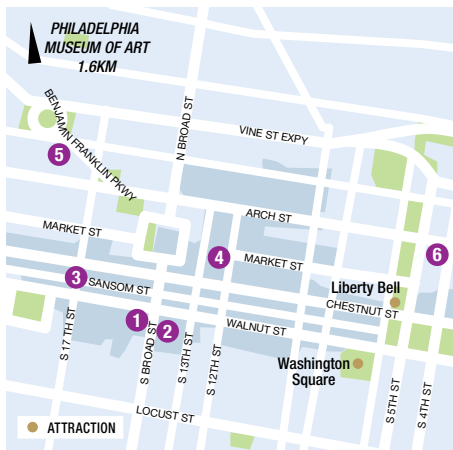 PHILADELPHIA
MUSEUM OF ART
1.6KM
BENJAMIN FRANKLIN PKWY
N BROAD ST
VINE ST EXPY
5
ARCH ST
MARKET ST
4
MARKET ST
6
3
SANSOM ST
Liberty Bell
CHESTNUT ST
1
2
WALNUT ST
S 17 TH ST
S BROAD ST
S 13TH ST
S 12TH ST
Washington
Square
S 5TH ST
S 4TH ST
LOCUST ST
ATTRACTION